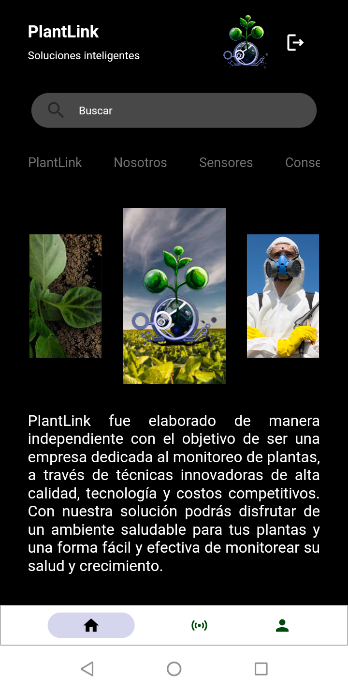 PlantLink
Soluciones inteligentes
Buscar
PlantLink Nosotros Sensores Conse
PlantLink fue elaborado de manera
independiente con el objetivo de ser una
empresa dedicada al monitoreo de plantas,
a través de técnicas innovadoras de alta
calidad, tecnología y costos competitivos.
Con nuestra solución podrás disfrutar de
un ambiente saludable para tus plantas y
una forma fácil y efectiva de monitorear su
salud y crecimiento.